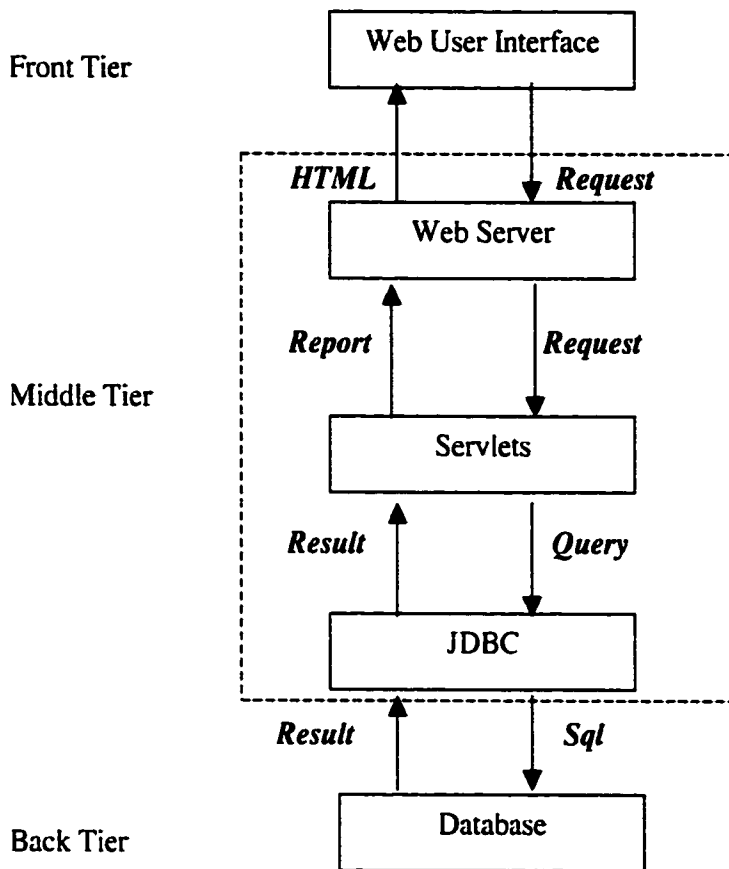 Web User Interface
Front Tier
HTML
Request
Web Server
Report
Request
Middle Tier
Servlets
Result
Query
JDBC
Result
Sql
Database
Back Tier